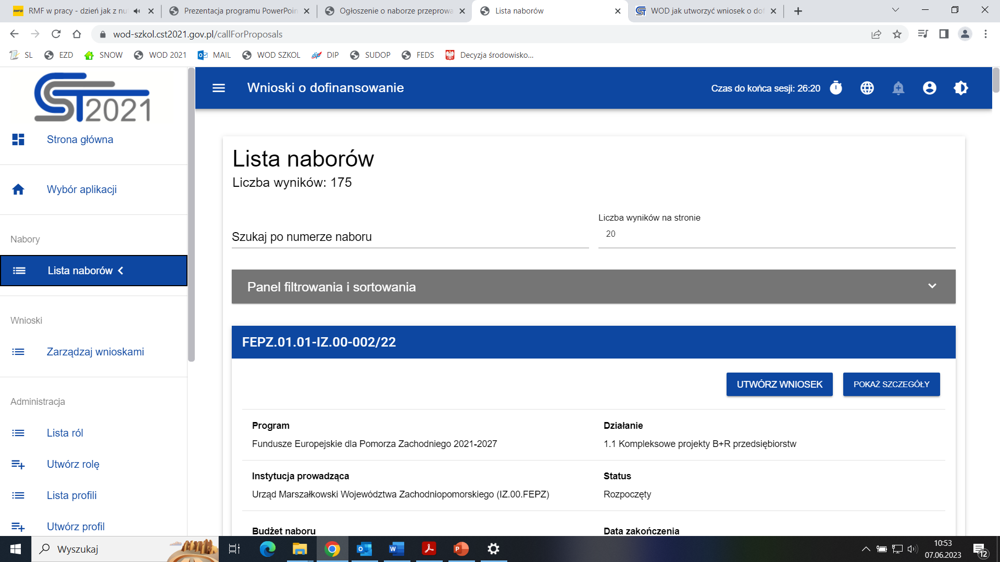 RMF w pracy - dzień jak z nu
Prezentacja programu PowerPoin
Ogłoszenie o naborze przeprowa
Lista naborów
WOD jak utworzyć wniosek o dof
wod-szkol.cst2021.gov.pl/callForProposals
SL
EZD
SNOW
WOD 2021
MAIL
WOD SZKOL
dip DIP
SUDOP
FEDS
Decyzja środowisko...
CST2021
Wnioski o dofinansowanie
Czas do końca sesji: 26:20
Strona główna
Wybór aplikacji
Nabory
Lista naborów
Wnioski
Zarządzaj wnioskami
Administracja
Lista ról
Utwórz rolę
Lista profili
Utwórz profil
Lista naborów
Liczba wyników: 175
Szukaj po numerze naboru
Liczba wyników na stronie
20
Panel filtrowania i sortowania
FEPZ.01.01-IZ.00-002/22
UTWÓRZ WNIOSEK
POKAŻ SZCZEGÓŁY
Program
Fundusze Europejskie dla Pomorza Zachodniego 2021-2027
Działanie
1.1 Kompleksowe projekty B+R przedsiębiorstw
Instytucja prowadząca
Urząd Marszałkowski Województwa Zachodniopomorskiego (IZ.00.FEPZ)
Status
Rozpoczęty
Budżet naboru
Data zakończenia
Wyszukaj
10:53
07.06.2023
12